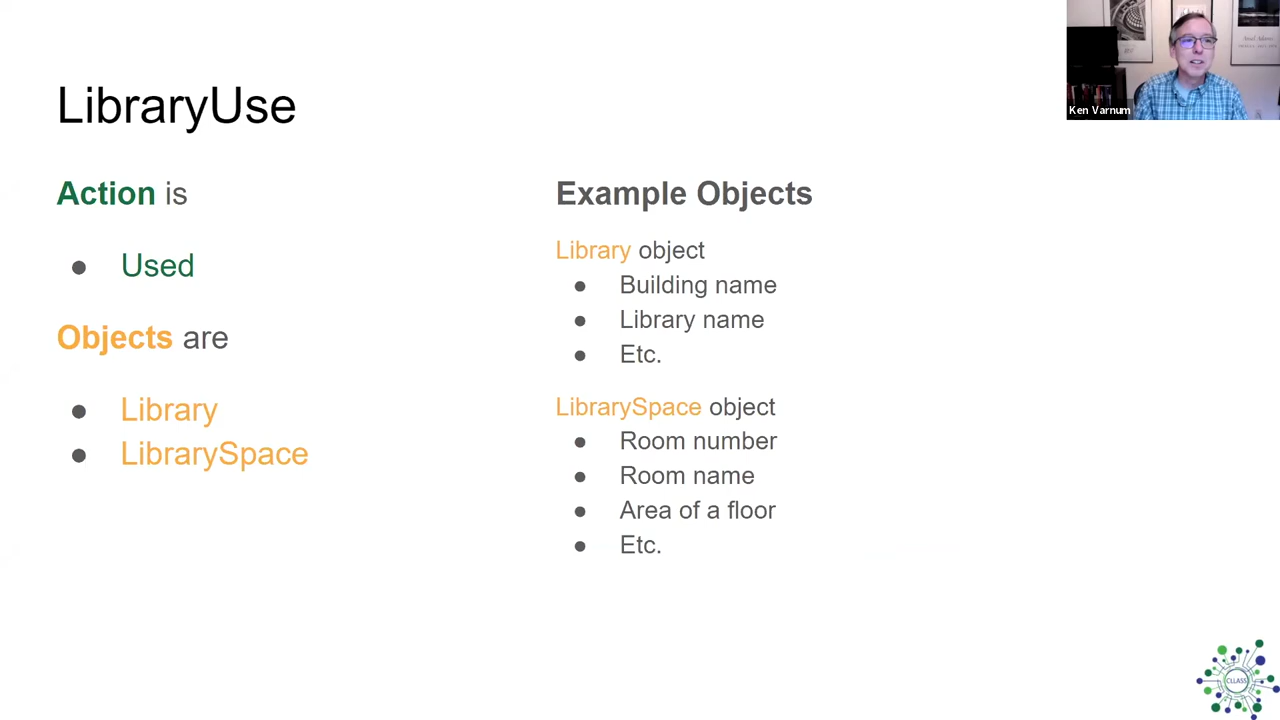 LibraryUse
Action is
● Used
Objects are
● Library
● LibrarySpace
Example Objects
Library object
● Building name
● Library name
● Etc.
LibrarySpace object
● Room number
● Room name
● Area of a floor
● Etc.
Ken Varnum
CLLASS